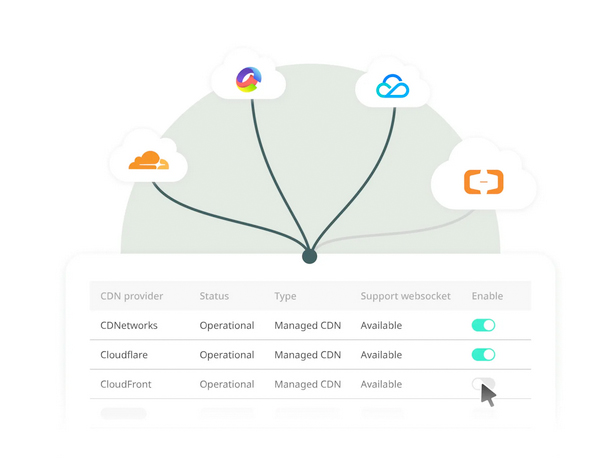 CDN provider Status Type Support websocket Enable
CDNetworks Operational Managed CDN Available
Cloudflare Operational Managed CDN Available
CloudFront Operational Managed CDN Available